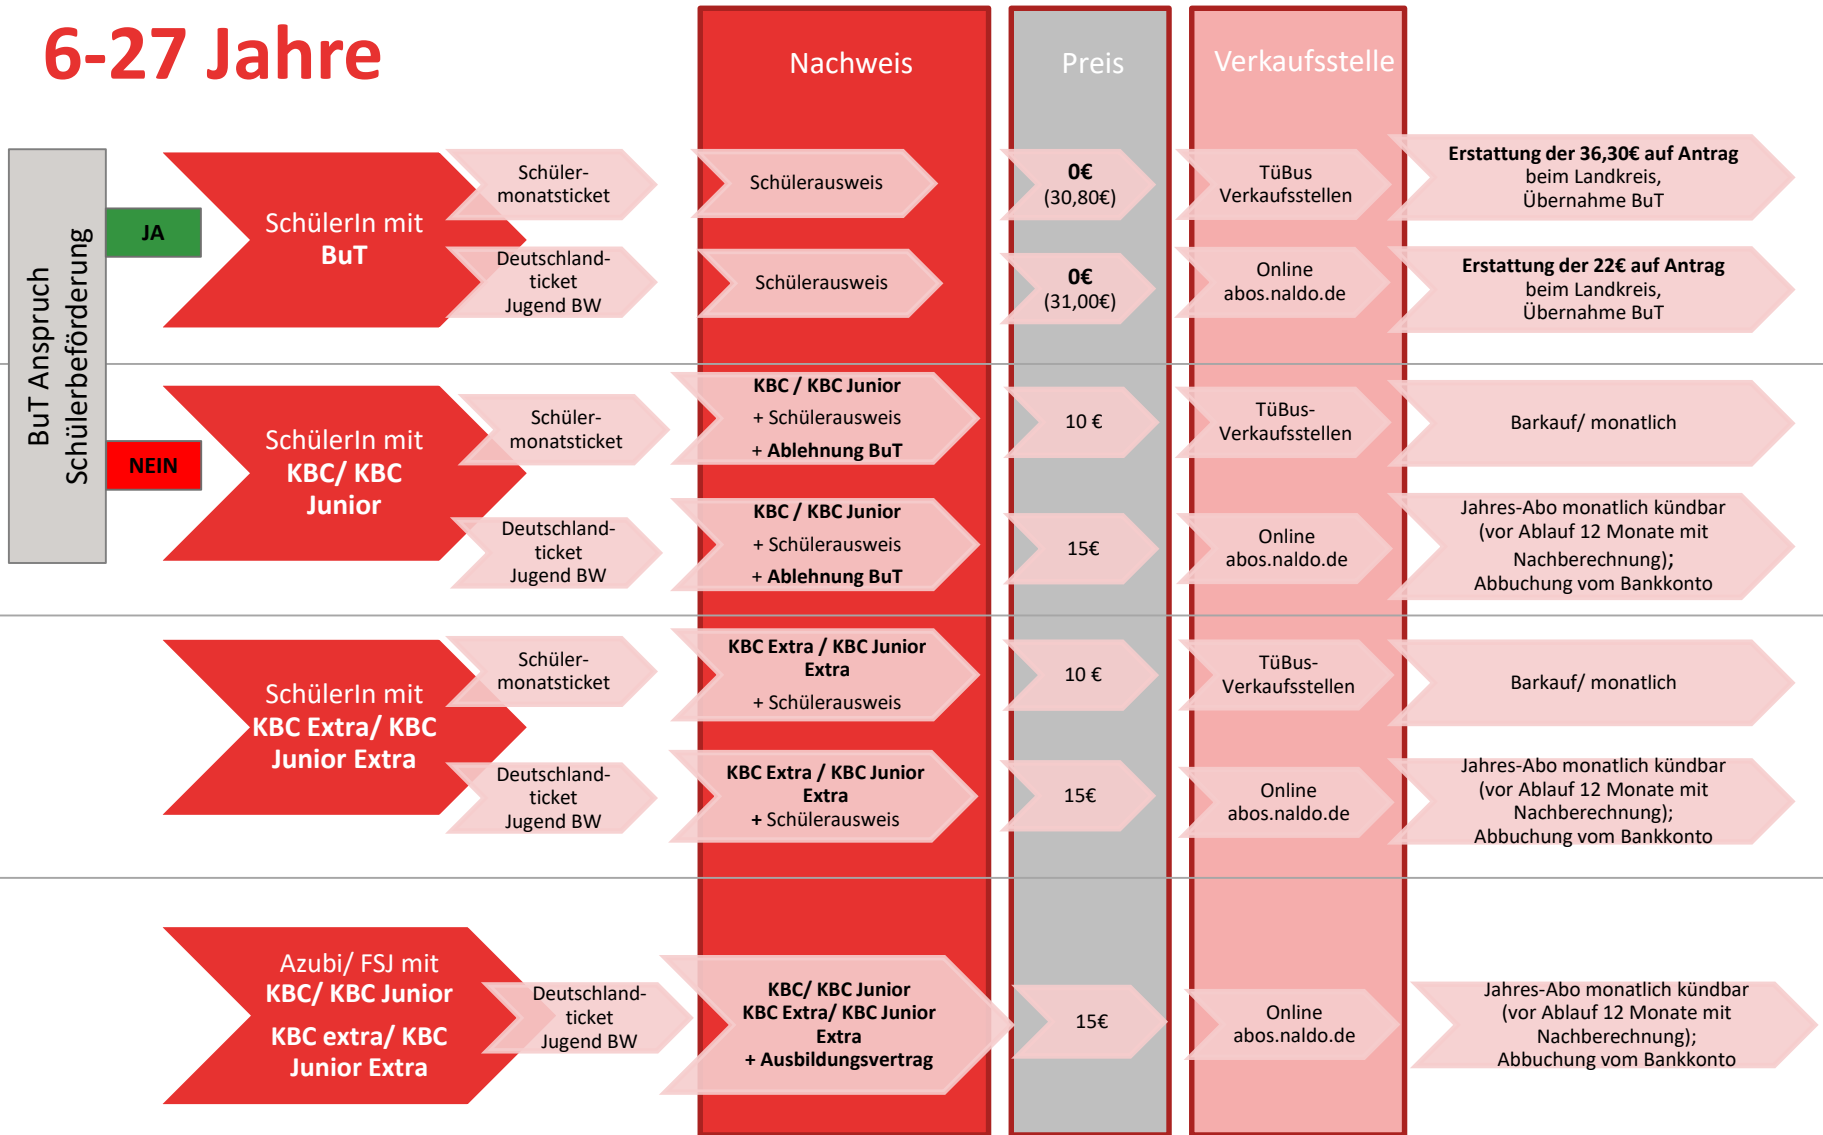 6-27 Jahre
Nachweis
Preis
Verkaufsstelle
BuT Anspruch
Schülerbeförderung
JA
SchülerIn mit
BuT
Schüler-
monatsticket
Schülerausweis
0€
(30,80€)
TüBus
Verkaufsstellen
Erstattung der 36,30€ auf Antrag
beim Landkreis,
Übernahme BuT
Deutschland-
ticket
Jugend BW
Schülerausweis
0€
(31,00€)
Online
abos.naldo.de
Erstattung der 22€ auf Antrag
beim Landkreis,
Übernahme BuT
NEIN
SchülerIn mit
KBC/ KBC
Junior
Schüler-
monatsticket
KBC / KBC Junior
+ Schülerausweis
+ Ablehnung BuT
10 €
TüBus-
Verkaufsstellen
Barkauf/ monatlich
Deutschland-
ticket
Jugend BW
KBC / KBC Junior
+ Schülerausweis
+ Ablehnung BuT
15€
Online
abos.naldo.de
Jahres-Abo monatlich kündbar
(vor Ablauf 12 Monate mit
Nachberechnung);
Abbuchung vom Bankkonto
SchülerIn mit
KBC Extra/ KBC
Junior Extra
Schüler-
monatsticket
KBC Extra / KBC Junior
Extra
+ Schülerausweis
10 €
TüBus-
Verkaufsstellen
Barkauf/ monatlich
Deutschland-
ticket
Jugend BW
KBC Extra / KBC Junior
Extra
+ Schülerausweis
15€
Online
abos.naldo.de
Jahres-Abo monatlich kündbar
(vor Ablauf 12 Monate mit
Nachberechnung);
Abbuchung vom Bankkonto
Azubi/ FSJ mit
KBC/ KBC Junior
KBC extra/ KBC
Junior Extra
Deutschland-
ticket
Jugend BW
KBC/ KBC Junior
KBC Extra/ KBC Junior
Extra
+ Ausbildungsvertrag
15€
Online
abos.naldo.de
Jahres-Abo monatlich kündbar
(vor Ablauf 12 Monate mit
Nachberechnung);
Abbuchung vom Bankkonto